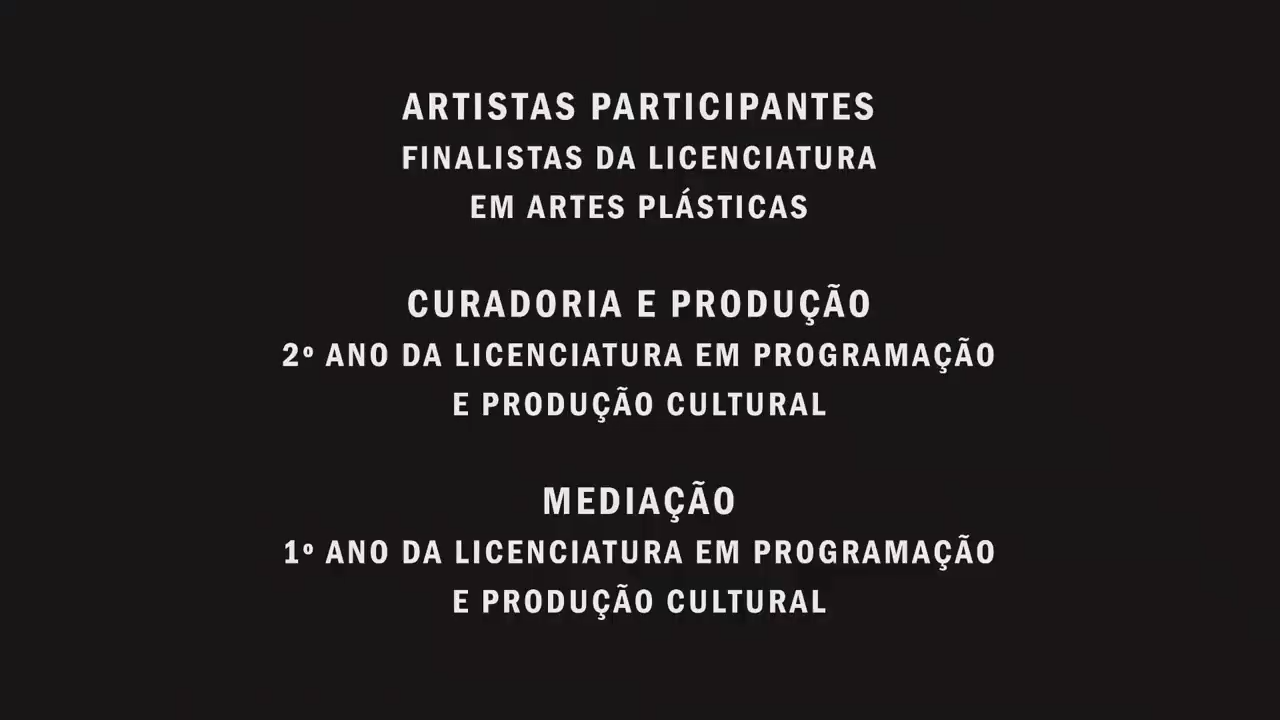 ARTISTAS PARTICIPANTES
FINALISTAS DA LICENCIATURA
EM ARTES PLÁSTICAS
CURADORIA E PRODUÇÃO
2º ANO DA LICENCIATURA EM PROGRAMAÇÃO
E PRODUÇÃO CULTURAL
MEDIAÇÃO
1º ANO DA LICENCIATURA EM PROGRAMAÇÃO
E PRODUÇÃO CULTURAL